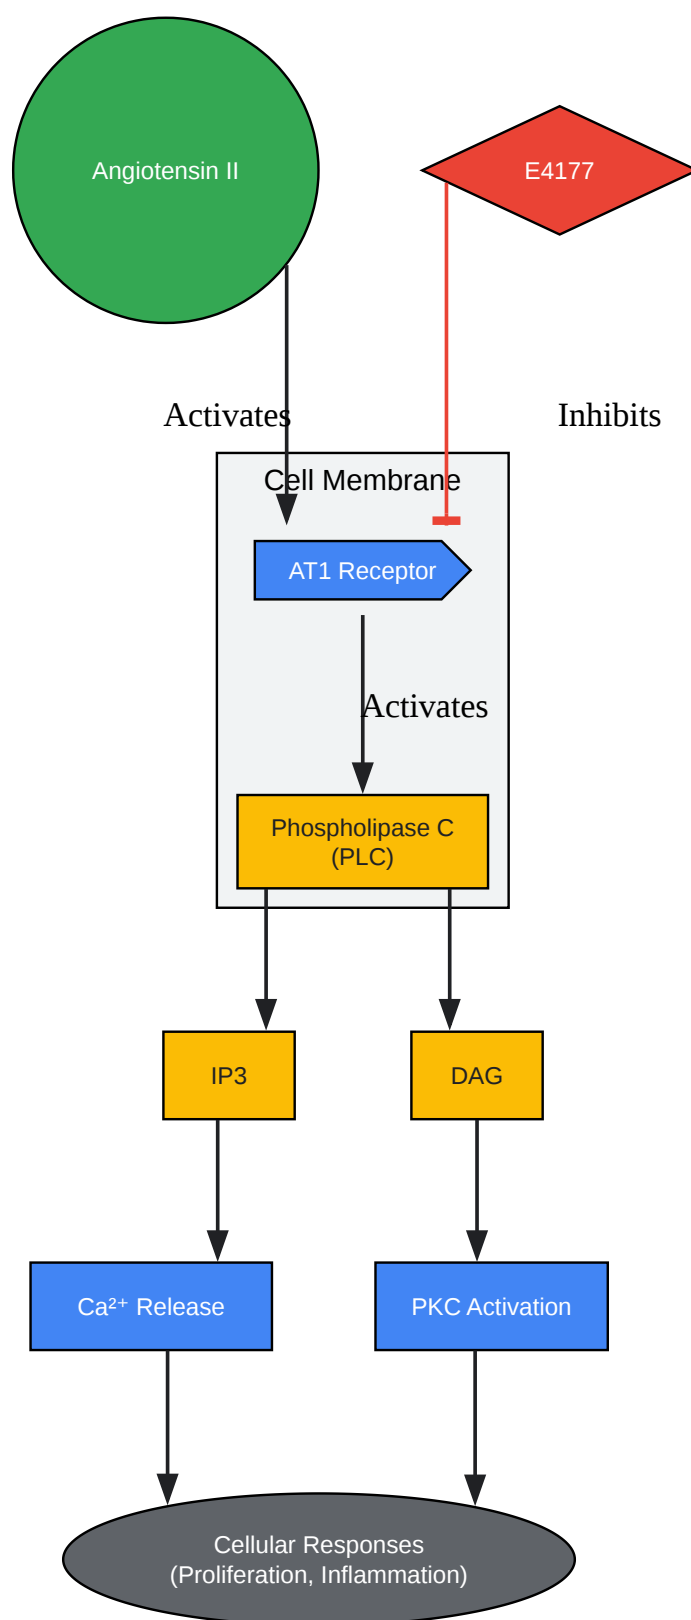 Angiotensin II
E4177
Activates
Inhibits
Cell Membrane
AT1 Receptor
Activates
Phospholipase C
(PLC)
IP3
DAG
Ca²⁺ Release
PKC Activation
Cellular Responses
(Proliferation, Inflammation)